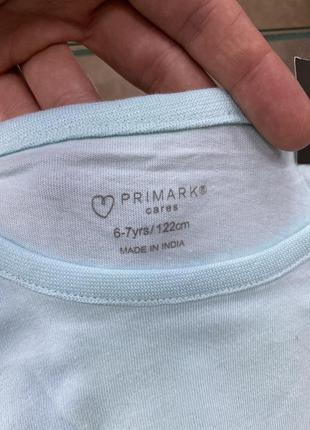 PRIMARK®
cares
6-7yrs/122cm
MADE IN INDIA